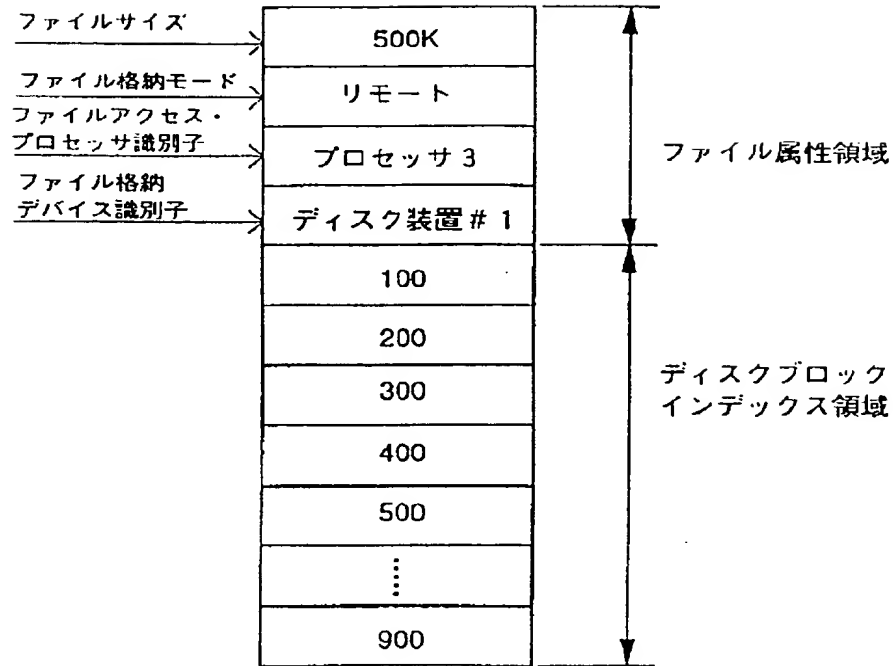 ファイルサイズ
500K
ファイル格納モード
リモート
ファイルアクセス・
プロセッサ識別子
プロセッサ3
ファイル格納
デバイス識別子
ディスク装置#1
ファイル属性領域
100
200
300
400
500
⋮
900
ディスクブロック
インデックス領域